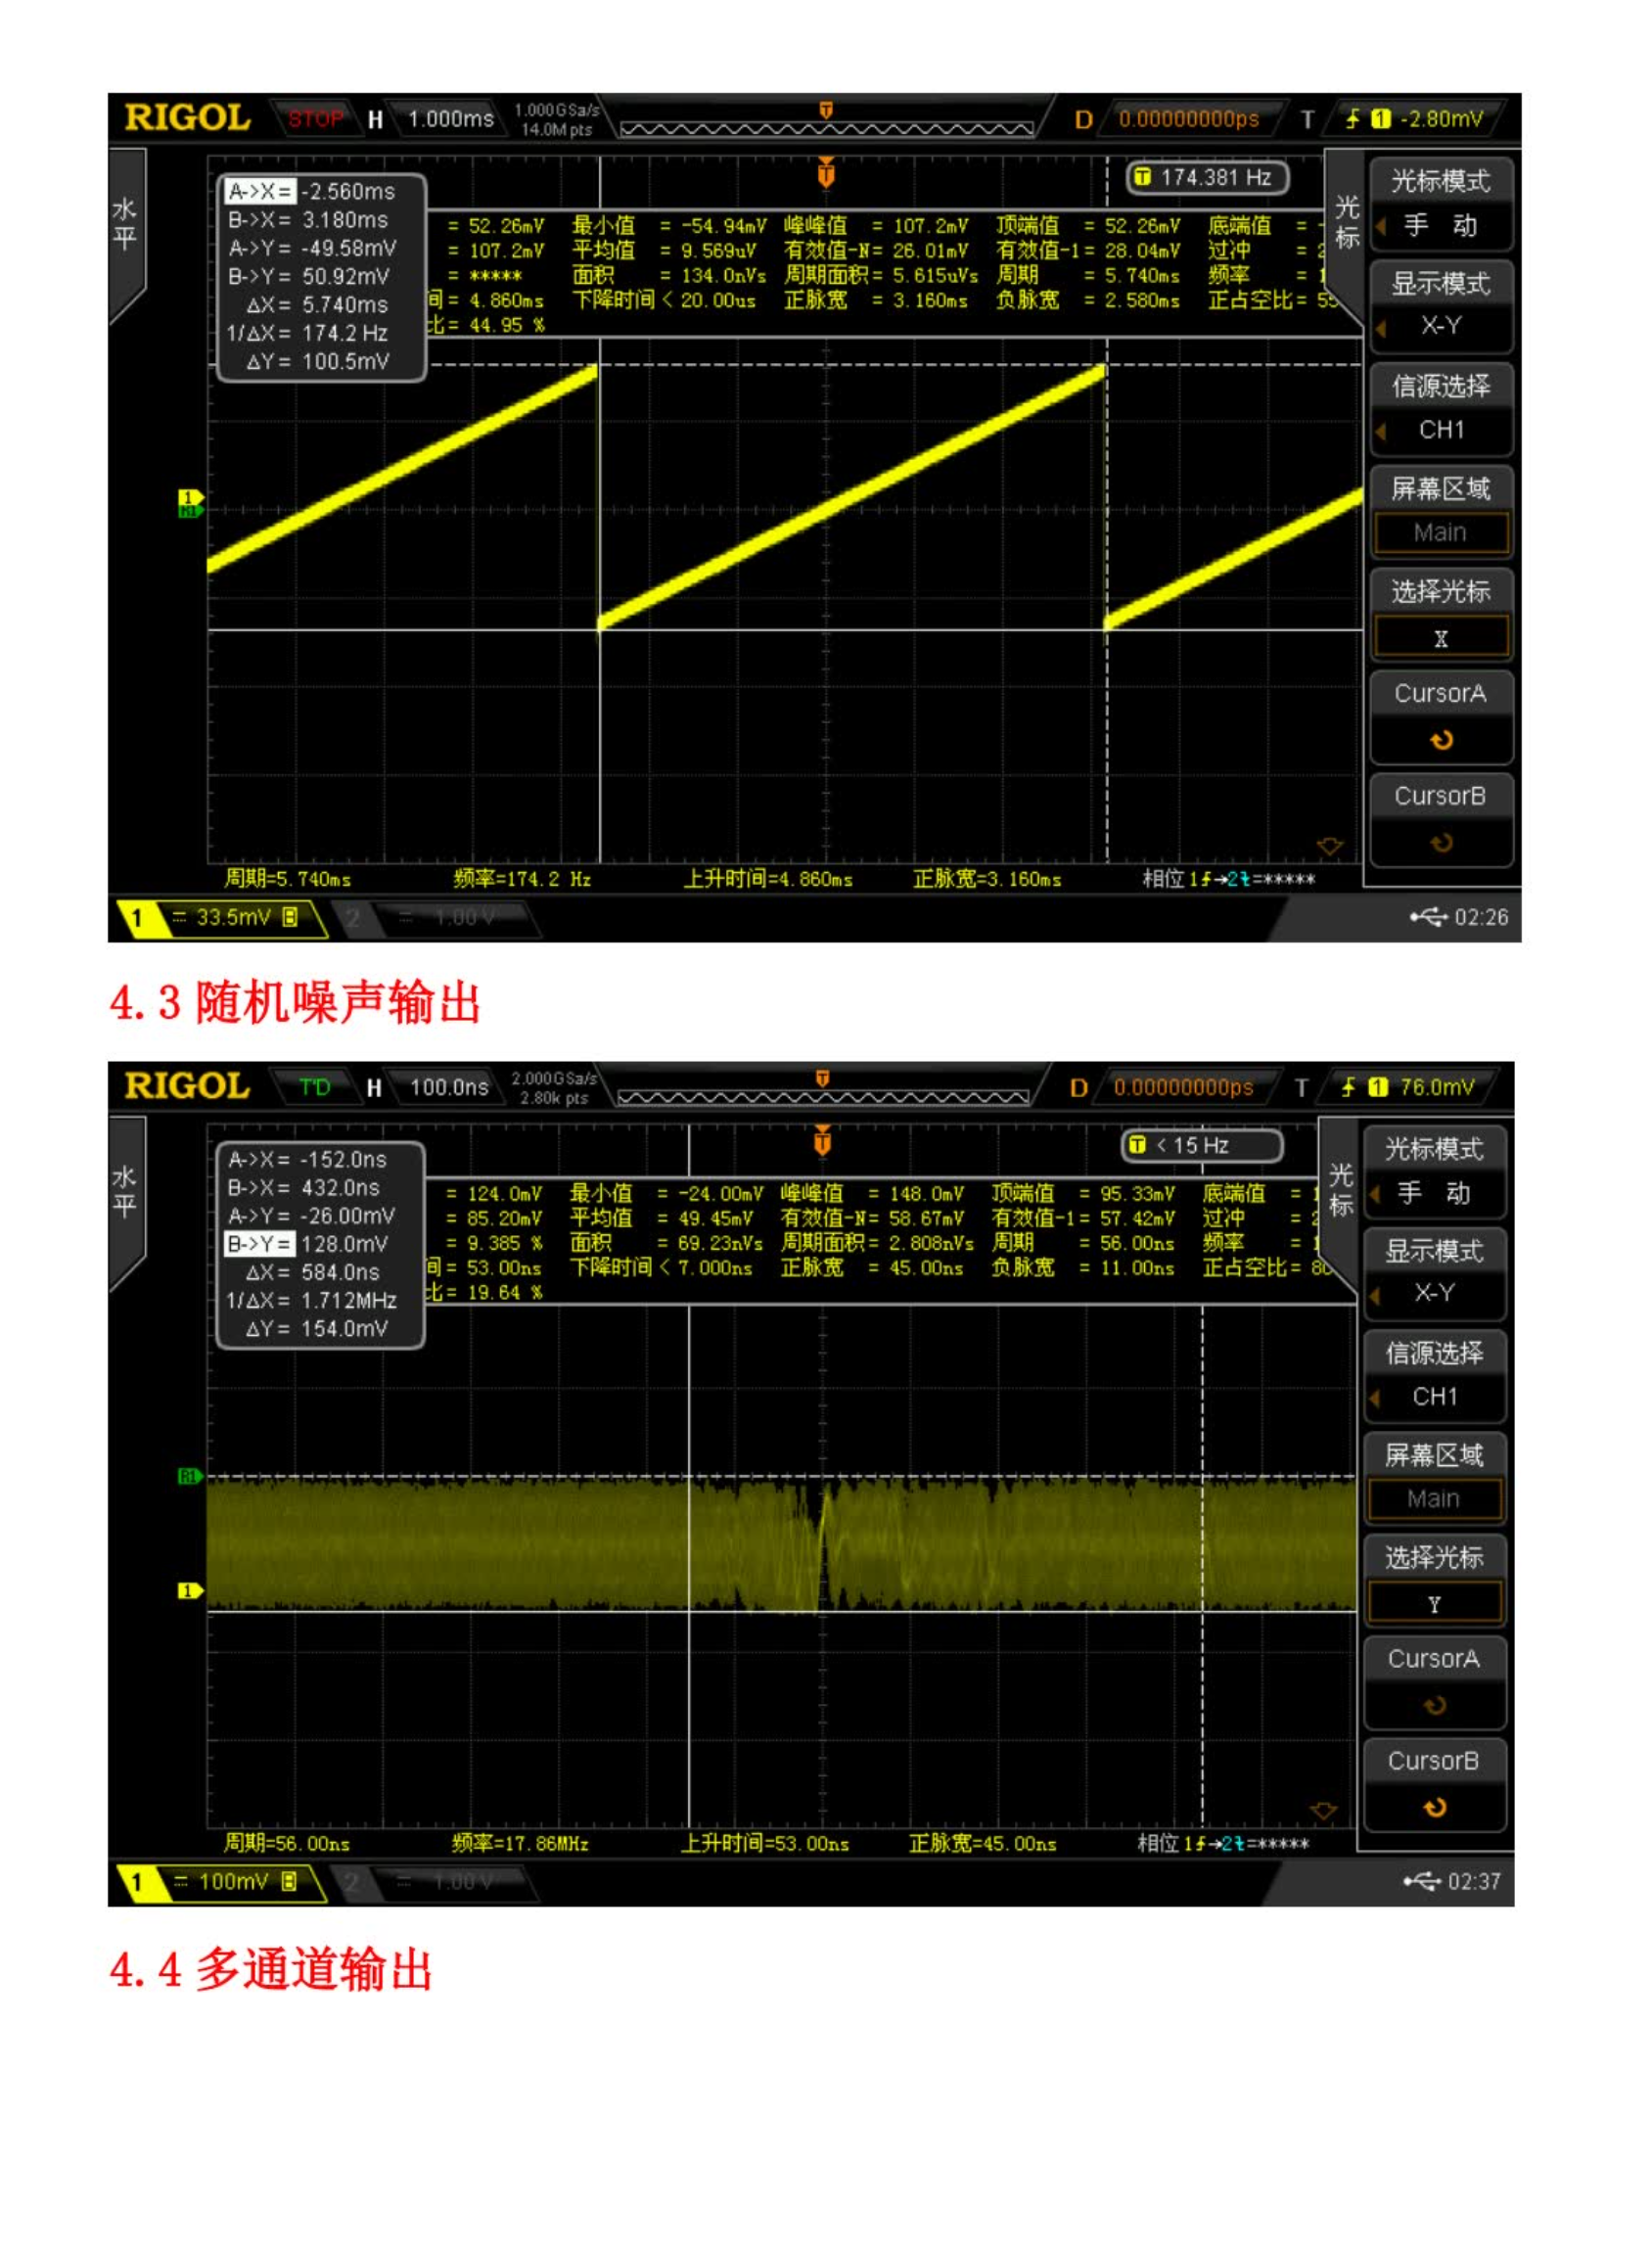 RIGOL STOP H 1.000ms 1.000GSa/s 14.0M pts T D 0.00000000ps T 1 -2.80mV
水平
A->X= -2.560ms
B->X= 3.180ms
A->Y= -49.58mV
B->Y= 50.92mV
ΔX= 5.740ms
1/ΔX= 174.2 Hz
ΔY= 100.5mV
T 174.381 Hz
= 52.26mV 最小值 = -54.94mV 峰峰值 = 107.2mV 顶端值 = 52.26mV 底端值 = -
= 107.2mV 平均值 = 9.569uV 有效值-N= 26.01mV 有效值-1= 28.04mV 过冲 = 2
= ***** 面积 = 134.0nVs 周期面积= 5.615uVs 周期 = 5.740ms 频率 = 1
间= 4.860ms 下降时间< 20.00us 正脉宽 = 3.160ms 负脉宽 = 2.580ms 正占空比= 55
比= 44.95 %
光标
光标模式
手 动
显示模式
X-Y
信源选择
CH1
屏幕区域
Main
选择光标
X
CursorA
CursorB
周期=5.740ms 频率=174.2 Hz 上升时间=4.860ms 正脉宽=3.160ms 相位1→2=*****
1 = 33.5mV B 2 = 1.00 V 02:26
4.3 随机噪声输出
RIGOL T'D H 100.0ns 2.000GSa/s 2.80k pts T D 0.00000000ps T 1 76.0mV
水平
A->X= -152.0ns
B->X= 432.0ns
A->Y= -26.00mV
B->Y= 128.0mV
ΔX= 584.0ns
1/ΔX= 1.712MHz
ΔY= 154.0mV
T < 15 Hz
= 124.0mV 最小值 = -24.00mV 峰峰值 = 148.0mV 顶端值 = 95.33mV 底端值 = 1
= 85.20mV 平均值 = 49.45mV 有效值-N= 58.67mV 有效值-1= 57.42mV 过冲 = 2
= 9.385 % 面积 = 69.23nVs 周期面积= 2.808nVs 周期 = 56.00ns 频率 = 1
间= 53.00ns 下降时间< 7.000ns 正脉宽 = 45.00ns 负脉宽 = 11.00ns 正占空比= 80
比= 19.64 %
光标
光标模式
手 动
显示模式
X-Y
信源选择
CH1
屏幕区域
Main
选择光标
Y
CursorA
CursorB
周期=56.00ns 频率=17.86MHz 上升时间=53.00ns 正脉宽=45.00ns 相位1→2=*****
1 = 100mV B 2 = 1.00 V 02:37
4.4 多通道输出